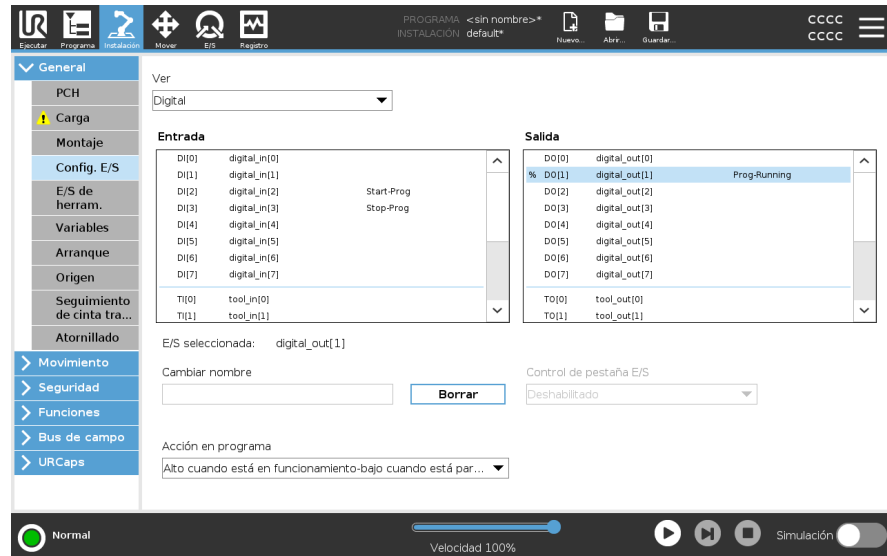 PROGRAMA <sin nombre>*
INSTALACIÓN default*
Ejecutar Programa Instalación Mover E/S Registro Nuevo... Abrir... Guardar...
CCCC
CCCC
General
PCH
Carga
Montaje
Config. E/S
E/S de
herram.
Variables
Arranque
Origen
Seguimiento
de cinta tra...
Atornillado
Movimiento
Seguridad
Funciones
Bus de campo
URCaps
Ver
Digital
Entrada
DI[0] digital_in[0]
DI[1] digital_in[1]
DI[2] digital_in[2] Start-Prog
DI[3] digital_in[3] Stop-Prog
DI[4] digital_in[4]
DI[5] digital_in[5]
DI[6] digital_in[6]
DI[7] digital_in[7]
TI[0] tool_in[0]
TI[1] tool_in[1]
Salida
DO[0] digital_out[0]
% DO[1] digital_out[1] Prog-Running
DO[2] digital_out[2]
DO[3] digital_out[3]
DO[4] digital_out[4]
DO[5] digital_out[5]
DO[6] digital_out[6]
DO[7] digital_out[7]
TO[0] tool_out[0]
TO[1] tool_out[1]
E/S seleccionada: digital_out[1]
Cambiar nombre
Borrar
Control de pestaña E/S
Deshabilitado
Acción en programa
Alto cuando está en funcionamiento-bajo cuando está par...
Normal
Velocidad 100%
Simulación